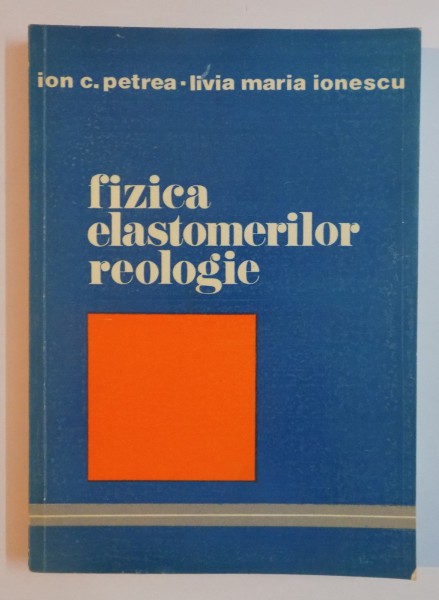 ion c. petrea • livia maria ionescu
fizica
elastomerilor
reologie